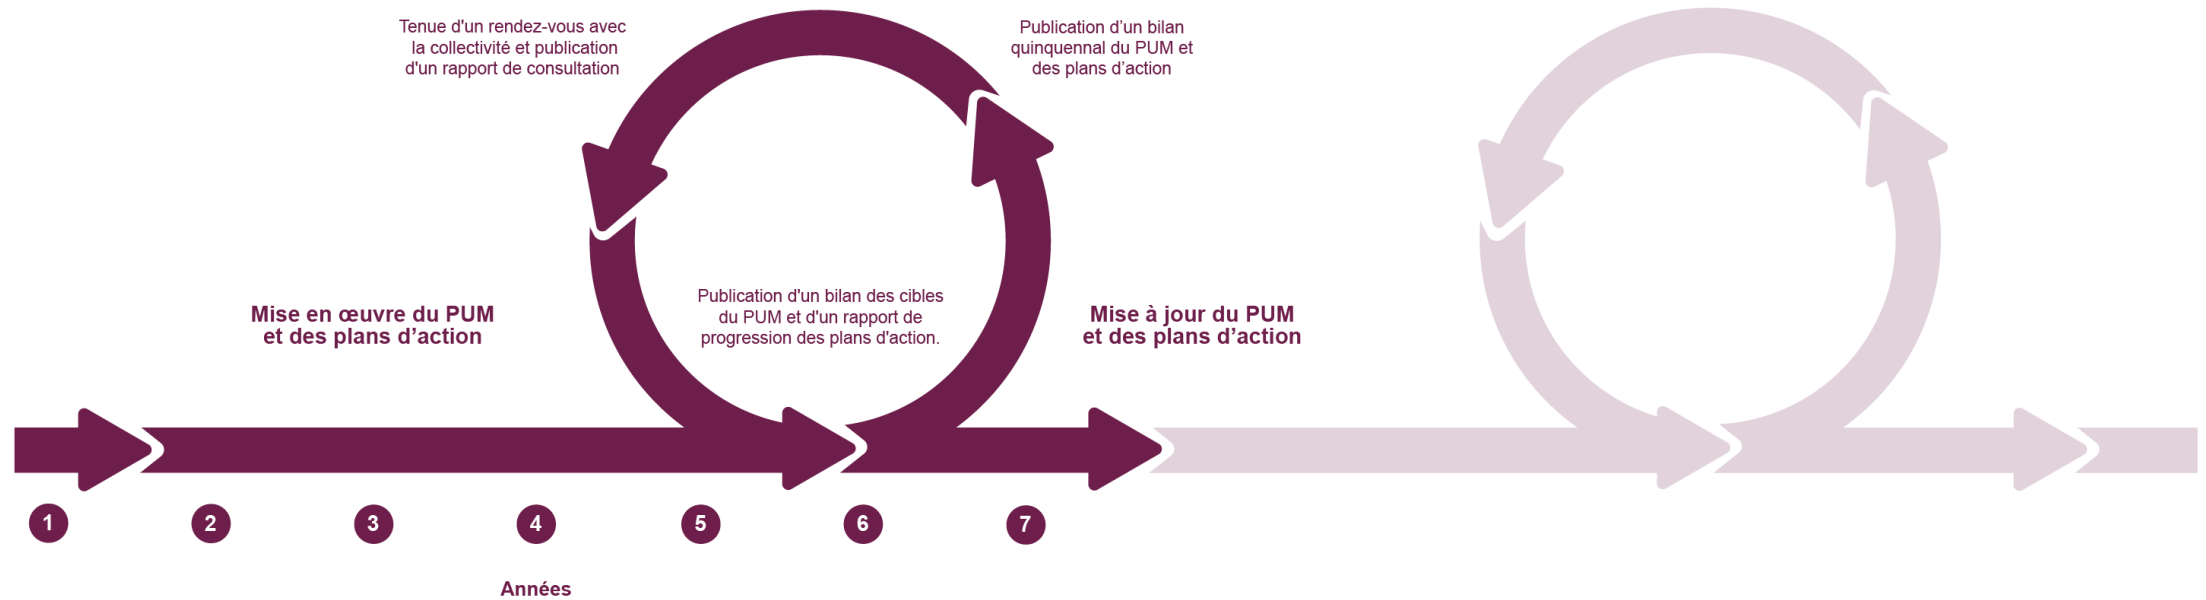 Tenue d'un rendez-vous avec
la collectivité et publication
d'un rapport de consultation
Publication d’un bilan
quinquennal du PUM et
des plans d’action
Mise en œuvre du PUM
et des plans d’action
Publication d'un bilan des cibles
du PUM et d'un rapport de
progression des plans d'action.
Mise à jour du PUM
et des plans d’action
1
2
3
4
5
6
7
Années